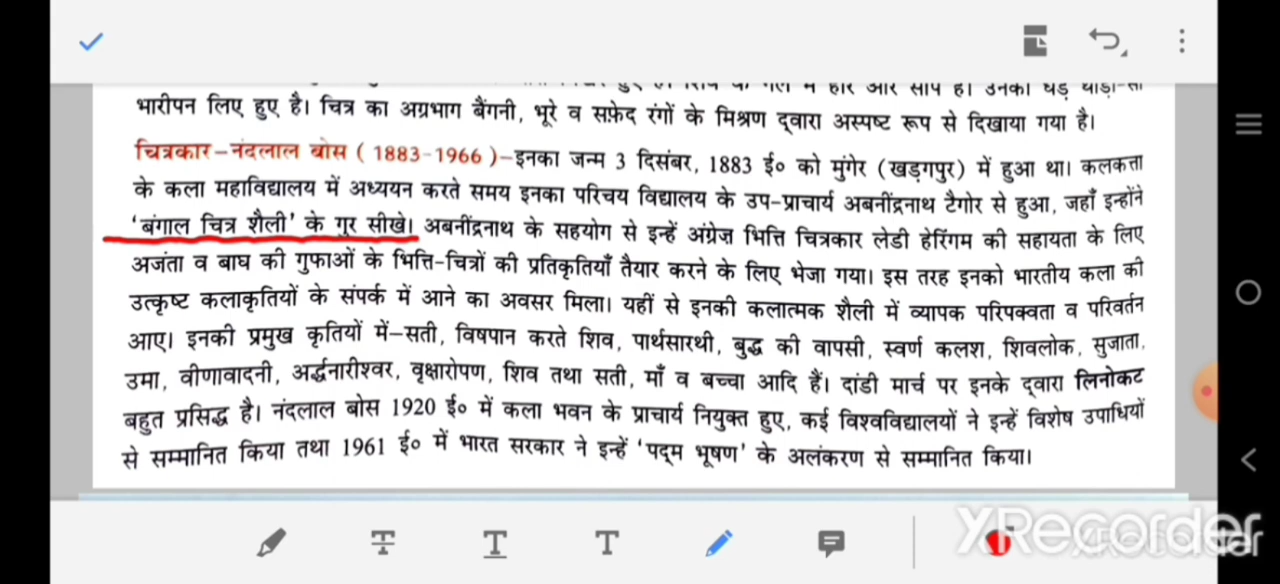 गले में हार और साँप हैं। उनका धड़ थोड़ा-सा
भारीपन लिए हुए है। चित्र का अग्रभाग बैंगनी, भूरे व सफ़ेद रंगों के मिश्रण द्वारा अस्पष्ट रूप से दिखाया गया है।
चित्रकार–नंदलाल बोस ( 1883-1966 )–इनका जन्म 3 दिसंबर, 1883 ई० को मुंगेर (खड़गपुर) में हुआ था। कलकत्ता
के कला महाविद्यालय में अध्ययन करते समय इनका परिचय विद्यालय के उप-प्राचार्य अबनींद्रनाथ टैगोर से हुआ, जहाँ इन्होंने
'बंगाल चित्र शैली' के गुर सीखे। अबनींद्रनाथ के सहयोग से इन्हें अंग्रेज़ भित्ति चित्रकार लेडी हेरिंगम की सहायता के लिए
अजंता व बाघ की गुफाओं के भित्ति-चित्रों की प्रतिकृतियाँ तैयार करने के लिए भेजा गया। इस तरह इनको भारतीय कला की
उत्कृष्ट कलाकृतियों के संपर्क में आने का अवसर मिला। यहीं से इनकी कलात्मक शैली में व्यापक परिपक्वता व परिवर्तन
आए। इनकी प्रमुख कृतियों में–सती, विषपान करते शिव, पार्थसारथी, बुद्ध की वापसी, स्वर्ण कलश, शिवलोक, सुजाता,
उमा, वीणावादनी, अर्द्धनारीश्वर, वृक्षारोपण, शिव तथा सती, माँ व बच्चा आदि हैं। दांडी मार्च पर इनके द्वारा लिनोकट
बहुत प्रसिद्ध है। नंदलाल बोस 1920 ई० में कला भवन के प्राचार्य नियुक्त हुए, कई विश्वविद्यालयों ने इन्हें विशेष उपाधियों
से सम्मानित किया तथा 1961 ई० में भारत सरकार ने इन्हें 'पद्म भूषण' के अलंकरण से सम्मानित किया।
T T T
XRecorder
XRecorder